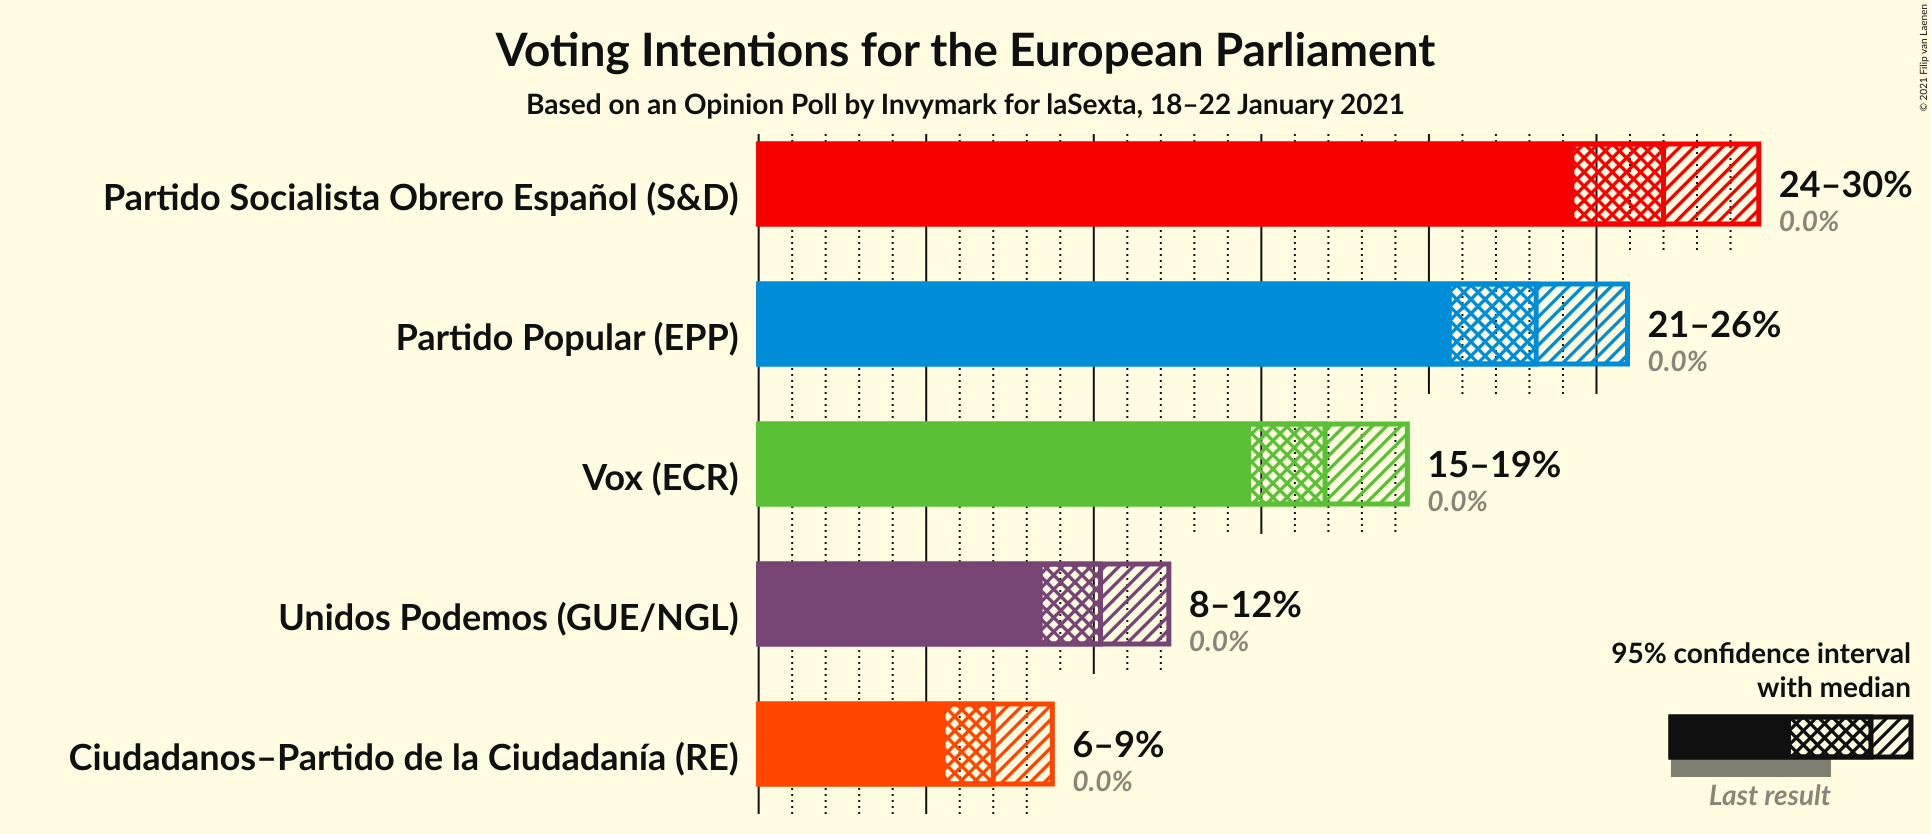 Voting Intentions for the European Parliament
Based on an Opinion Poll by Invymark for laSexta, 18–22 January 2021
© 2021 Filip van Laenen
Partido Socialista Obrero Español (S&D)
24–30%
0.0%
Partido Popular (EPP)
21–26%
0.0%
Vox (ECR)
15–19%
0.0%
Unidos Podemos (GUE/NGL)
8–12%
0.0%
Ciudadanos–Partido de la Ciudadanía (RE)
6–9%
0.0%
95% confidence interval
with median
Last result